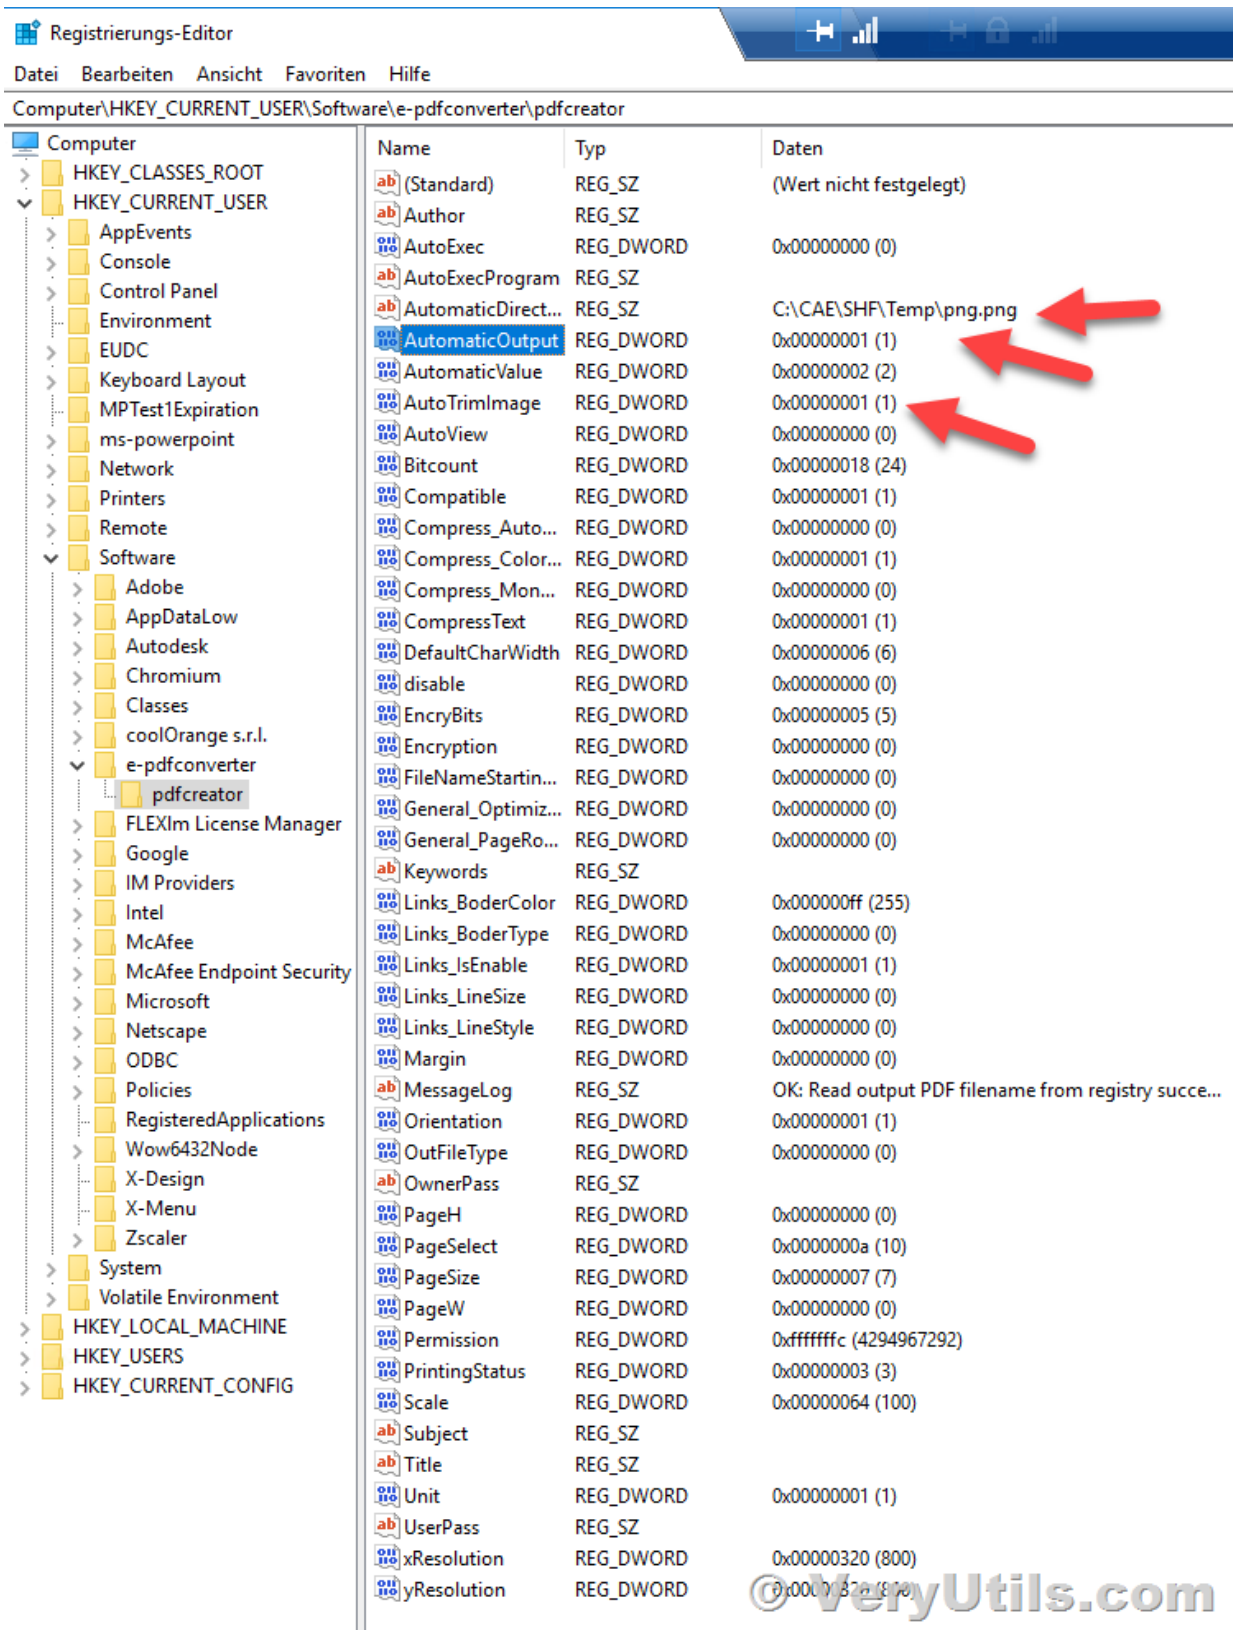 Registrierungs-Editor
Datei Bearbeiten Ansicht Favoriten Hilfe
Computer\HKEY_CURRENT_USER\Software\e-pdfconverter\pdfcreator
Computer
HKEY_CLASSES_ROOT
HKEY_CURRENT_USER
AppEvents
Console
Control Panel
Environment
EUDC
Keyboard Layout
MPTest1Expiration
ms-powerpoint
Network
Printers
Remote
Software
Adobe
AppDataLow
Autodesk
Chromium
Classes
coolOrange s.r.l.
e-pdfconverter
pdfcreator
FLEXlm License Manager
Google
IM Providers
Intel
McAfee
McAfee Endpoint Security
Microsoft
Netscape
ODBC
Policies
RegisteredApplications
Wow6432Node
X-Design
X-Menu
Zscaler
System
Volatile Environment
HKEY_LOCAL_MACHINE
HKEY_USERS
HKEY_CURRENT_CONFIG
Name Typ Daten
(Standard) REG_SZ (Wert nicht festgelegt)
Author REG_SZ
AutoExec REG_DWORD 0x00000000 (0)
AutoExecProgram REG_SZ
AutomaticDirect... REG_SZ C:\CAE\SHF\Temp\png.png
AutomaticOutput REG_DWORD 0x00000001 (1)
AutomaticValue REG_DWORD 0x00000002 (2)
AutoTrimImage REG_DWORD 0x00000001 (1)
AutoView REG_DWORD 0x00000000 (0)
Bitcount REG_DWORD 0x00000018 (24)
Compatible REG_DWORD 0x00000001 (1)
Compress_Auto... REG_DWORD 0x00000000 (0)
Compress_Color... REG_DWORD 0x00000001 (1)
Compress_Mon... REG_DWORD 0x00000000 (0)
CompressText REG_DWORD 0x00000001 (1)
DefaultCharWidth REG_DWORD 0x00000006 (6)
disable REG_DWORD 0x00000000 (0)
EncryBits REG_DWORD 0x00000005 (5)
Encryption REG_DWORD 0x00000000 (0)
FileNameStartin... REG_DWORD 0x00000000 (0)
General_Optimiz... REG_DWORD 0x00000000 (0)
General_PageRo... REG_DWORD 0x00000000 (0)
Keywords REG_SZ
Links_BoderColor REG_DWORD 0x000000ff (255)
Links_BoderType REG_DWORD 0x00000000 (0)
Links_IsEnable REG_DWORD 0x00000001 (1)
Links_LineSize REG_DWORD 0x00000000 (0)
Links_LineStyle REG_DWORD 0x00000000 (0)
Margin REG_DWORD 0x00000000 (0)
MessageLog REG_SZ OK: Read output PDF filename from registry succe...
Orientation REG_DWORD 0x00000001 (1)
OutFileType REG_DWORD 0x00000000 (0)
OwnerPass REG_SZ
PageH REG_DWORD 0x00000000 (0)
PageSelect REG_DWORD 0x0000000a (10)
PageSize REG_DWORD 0x00000007 (7)
PageW REG_DWORD 0x00000000 (0)
Permission REG_DWORD 0xfffffffc (4294967292)
PrintingStatus REG_DWORD 0x00000003 (3)
Scale REG_DWORD 0x00000064 (100)
Subject REG_SZ
Title REG_SZ
Unit REG_DWORD 0x00000001 (1)
UserPass REG_SZ
xResolution REG_DWORD 0x00000320 (800)
yResolution REG_DWORD 0x00000320 (800)
© VeryUtils.com